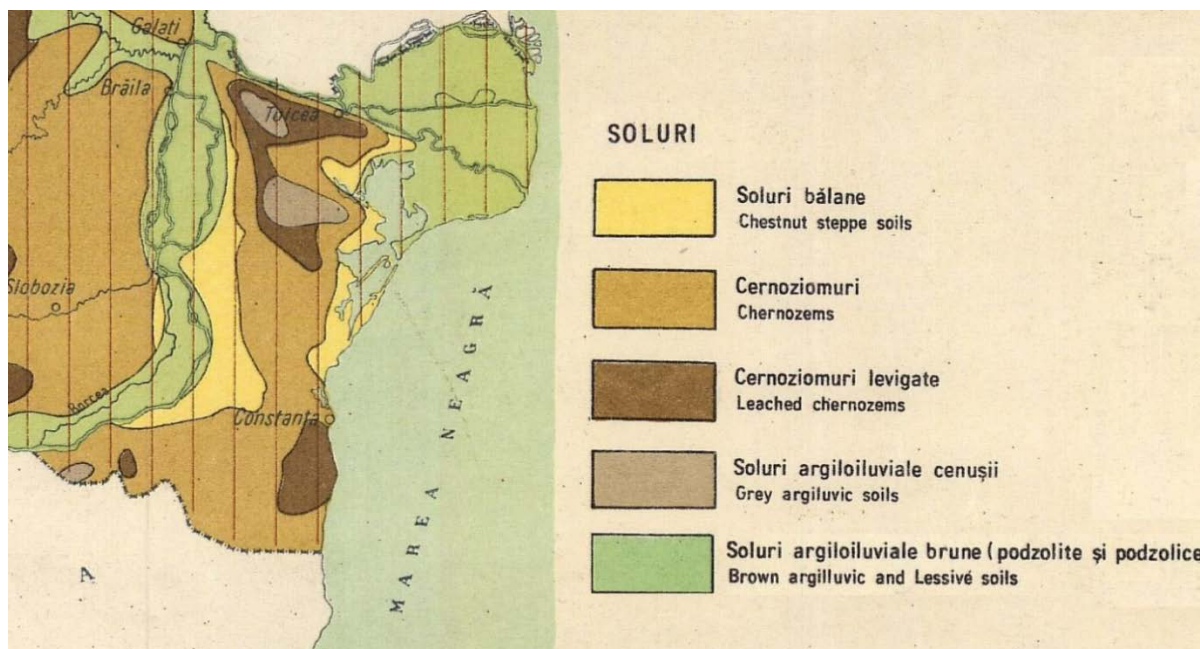 Galați
Brăila
Tulcea
Slobozia
Borcea
Constanța
MAREA NEAGRĂ
A
SOLURI
Soluri bălane
Chestnut steppe soils
Cernoziomuri
Chernozems
Cernoziomuri levigate
Leached chernozems
Soluri argiloiluviale cenușii
Grey argiluvic soils
Soluri argiloiluviale brune (podzolite și podzolice
Brown argilluvic and Lessivé soils